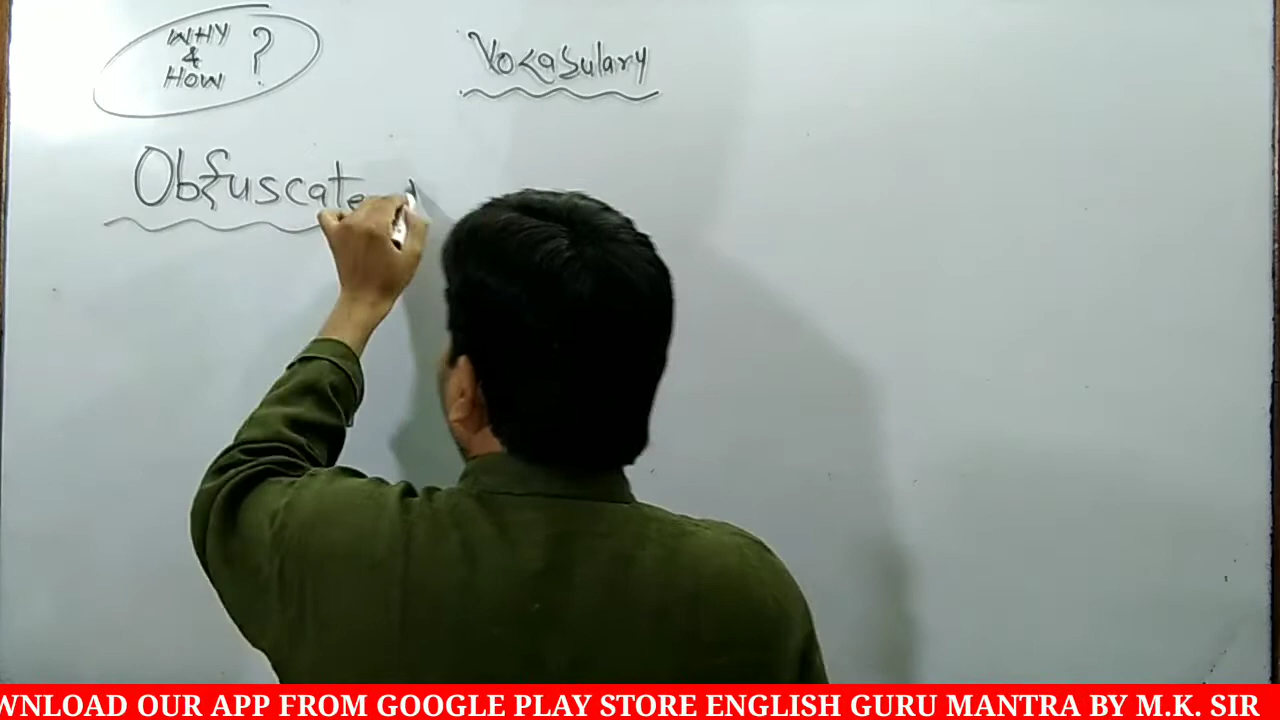 WHY
&
HOW ?
Vocabulary
Obfuscate
WNLOAD OUR APP FROM GOOGLE PLAY STORE ENGLISH GURU MANTRA BY M.K. SIR